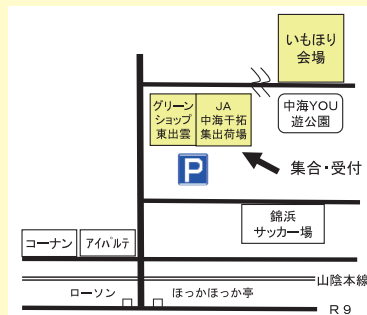 いもほり
会場
グリーン
ショップ
東出雲
JA
中海干拓
集出荷場
中海YOU
遊公園
P
集合・受付
錦浜
サッカー場
コーナン
アイパルテ
山陰本線
ローソン
ほっかほっか亭
R9